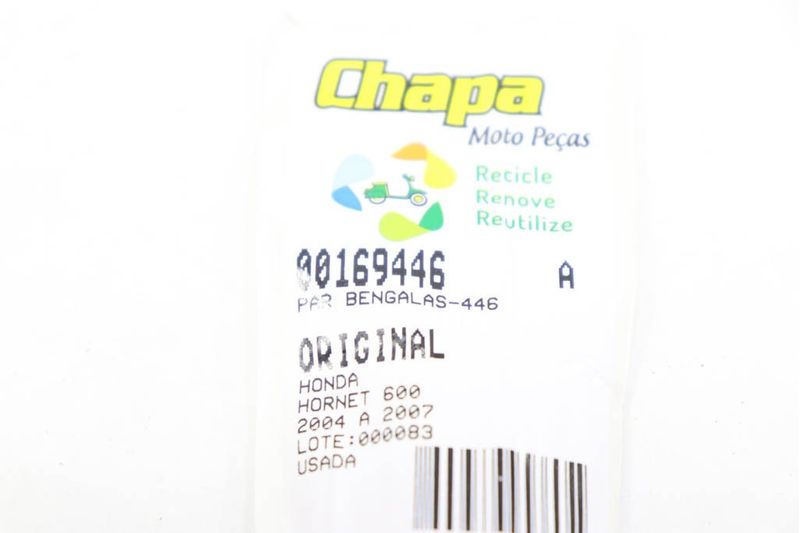 Chapa
Moto Peças
Recicle
Renove
Reutilize
00169446 A
PAR BENGALAS-446
ORIGINAL
HONDA
HORNET 600
2004 A 2007
LOTE:000083
USADA